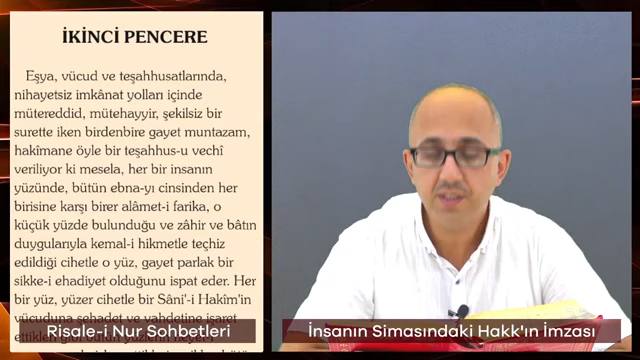 İKİNCİ PENCERE
Eşya, vücud ve teşahhusatlarında,
nihayetsiz imkânat yolları içinde
mütereddid, mütehayyir, şekilsiz bir
surette iken birdenbire gayet muntazam,
hakîmane öyle bir teşahhus-u vechî
veriliyor ki mesela, her bir insanın
yüzünde, bütün ebna-yı cinsinden her
birisine karşı birer alâmet-i farika, o
küçük yüzde bulunduğu ve zâhir ve bâtın
duygularıyla kemal-i hikmetle teçhiz
edildiği cihetle o yüz, gayet parlak bir
sikke-i ehadiyet olduğunu ispat eder. Her
bir yüz, yüzer cihetle bir Sâni'-i Hakîm'in
vücuduna şehadet ve vahdetine işaret
Risale-i Nur Sohbetleri
İnsanın Simasındaki Hakk'ın İmzası